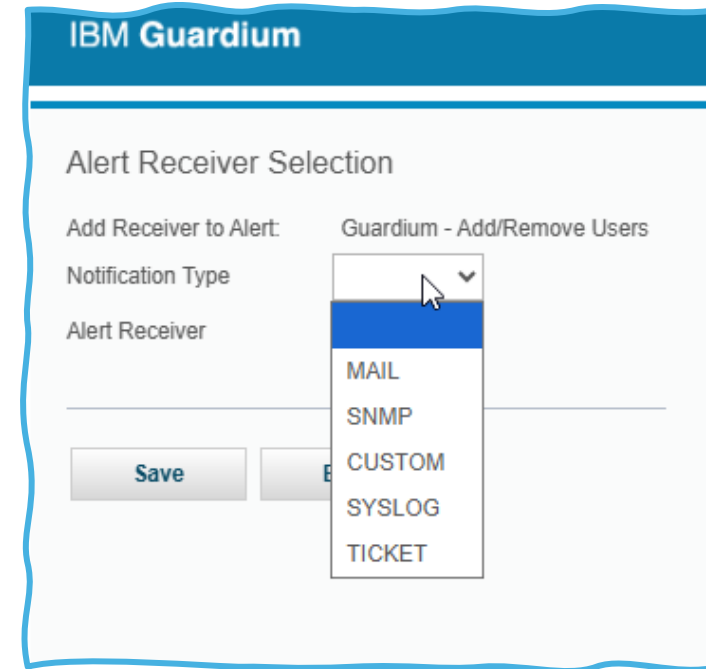 IBM Guardium
Alert Receiver Selection
Add Receiver to Alert: Guardium - Add/Remove Users
Notification Type
Alert Receiver
MAIL
SNMP
CUSTOM
SYSLOG
TICKET
Save